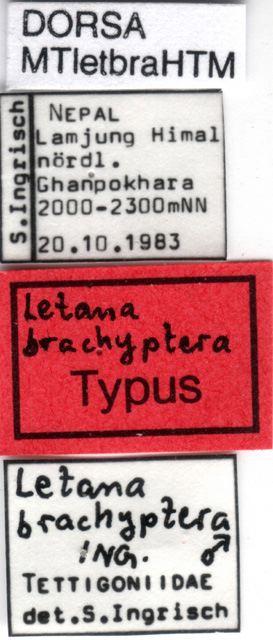 DORSA
MTletbraHTM
S.Ingrisch
NEPAL
Lamjung Himal
nördl.
Ghanpokhara
2000-2300mNN
20.10.1983
Letana
brachyptera
Typus
Letana
brachyptera
ING. ♂
TETTIGONIIDAE
det.S.Ingrisch